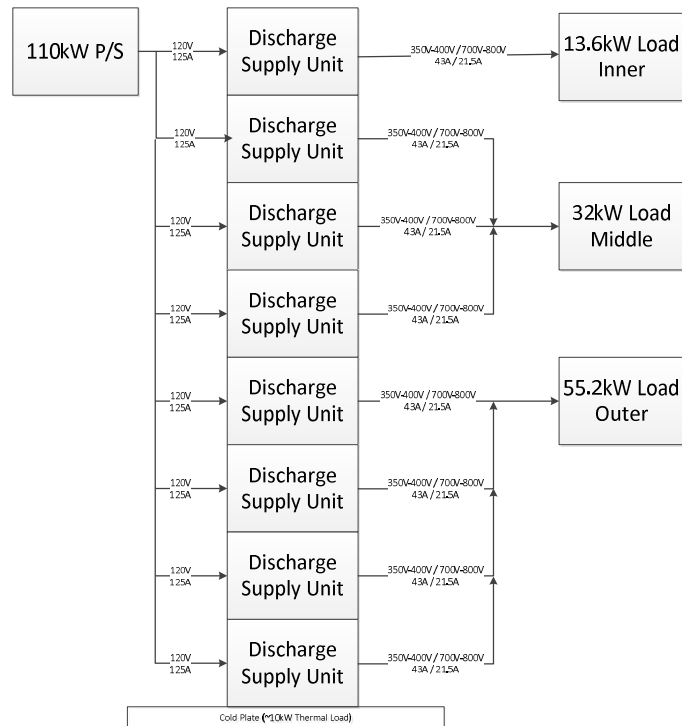 110kW P/S
120V
125A
Discharge
Supply Unit
350V-400V / 700V-800V
43A / 21.5A
13.6kW Load
Inner
120V
125A
Discharge
Supply Unit
350V-400V / 700V-800V
43A / 21.5A
120V
125A
Discharge
Supply Unit
350V-400V / 700V-800V
43A / 21.5A
32kW Load
Middle
120V
125A
Discharge
Supply Unit
350V-400V / 700V-800V
43A / 21.5A
120V
125A
Discharge
Supply Unit
350V-400V / 700V-800V
43A / 21.5A
55.2kW Load
Outer
120V
125A
Discharge
Supply Unit
350V-400V / 700V-800V
43A / 21.5A
120V
125A
Discharge
Supply Unit
350V-400V / 700V-800V
43A / 21.5A
120V
125A
Discharge
Supply Unit
350V-400V / 700V-800V
43A / 21.5A
Cold Plate (~10kW Thermal Load)